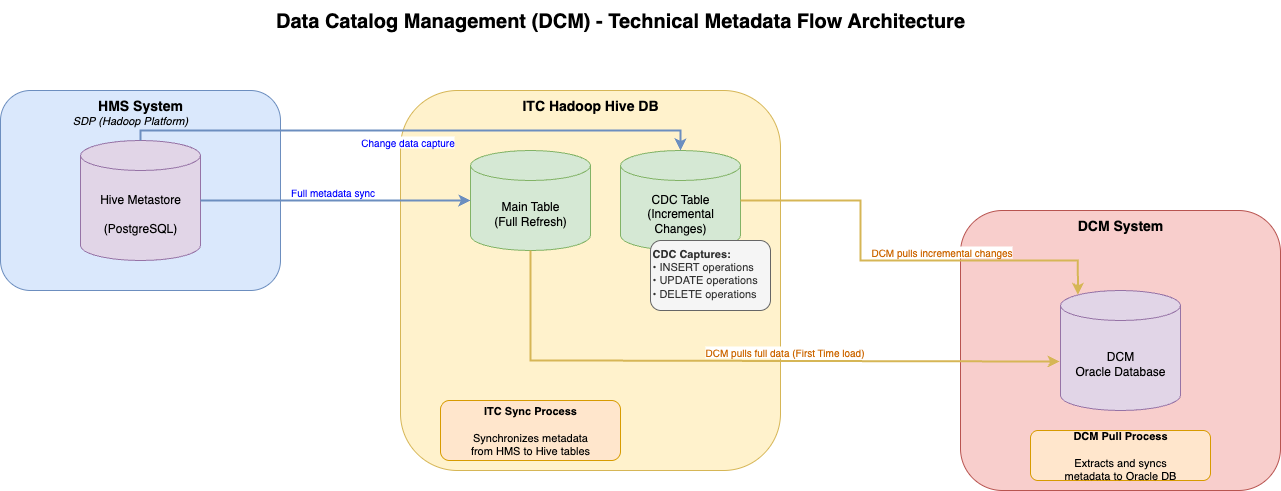 Data Catalog Management (DCM) - Technical Metadata Flow Architecture
HMS System
SDP (Hadoop Platform)
Hive Metastore
(PostgreSQL)
Change data capture
Full metadata sync
ITC Hadoop Hive DB
Main Table
(Full Refresh)
CDC Table
(Incremental
Changes)
CDC Captures:
• INSERT operations
• UPDATE operations
• DELETE operations
ITC Sync Process
Synchronizes metadata
from HMS to Hive tables
DCM pulls incremental changes
DCM pulls full data (First Time load)
DCM System
DCM
Oracle Database
DCM Pull Process
Extracts and syncs
metadata to Oracle DB